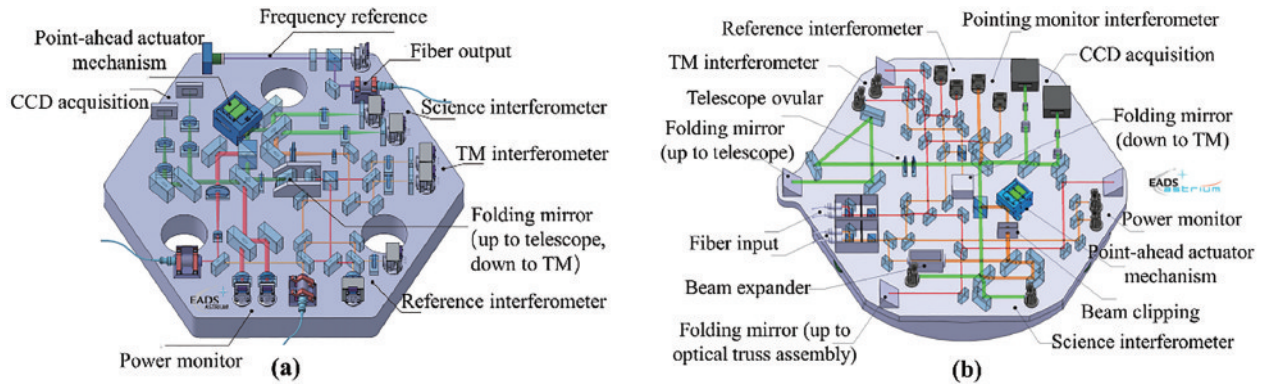 Frequency reference
Point-ahead actuator
mechanism
Fiber output
CCD acquisition
Science interferometer
TM interferometer
Folding mirror
(up to telescope,
down to TM)
Reference interferometer
EADS
ASTRIUM
Power monitor
(a)
Pointing monitor interferometer
Reference interferometer
CCD acquisition
TM interferometer
Telescope ovular
Folding mirror
(up to telescope)
Folding mirror
(down to TM)
EADS
astrium
Fiber input
Power monitor
Point-ahead actuator
mechanism
Beam expander
Beam clipping
Folding mirror (up to
optical truss assembly)
Science interferometer
(b)